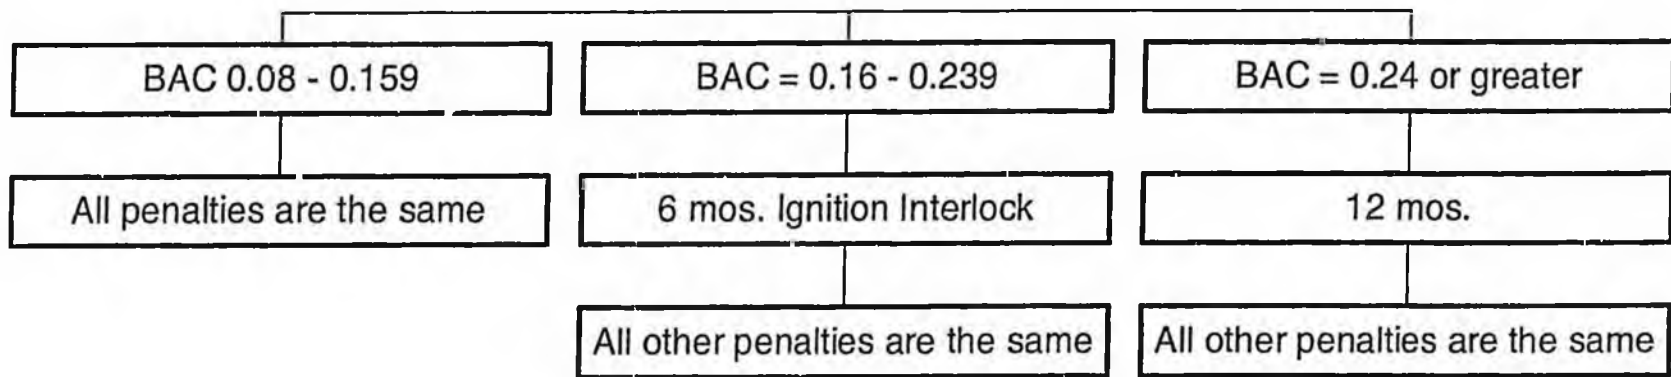 BAC 0.08 - 0.159
BAC = 0.16 - 0.239
BAC = 0.24 or greater
All penalties are the same
6 mos. Ignition Interlock
12 mos.
All other penalties are the same
All other penalties are the same